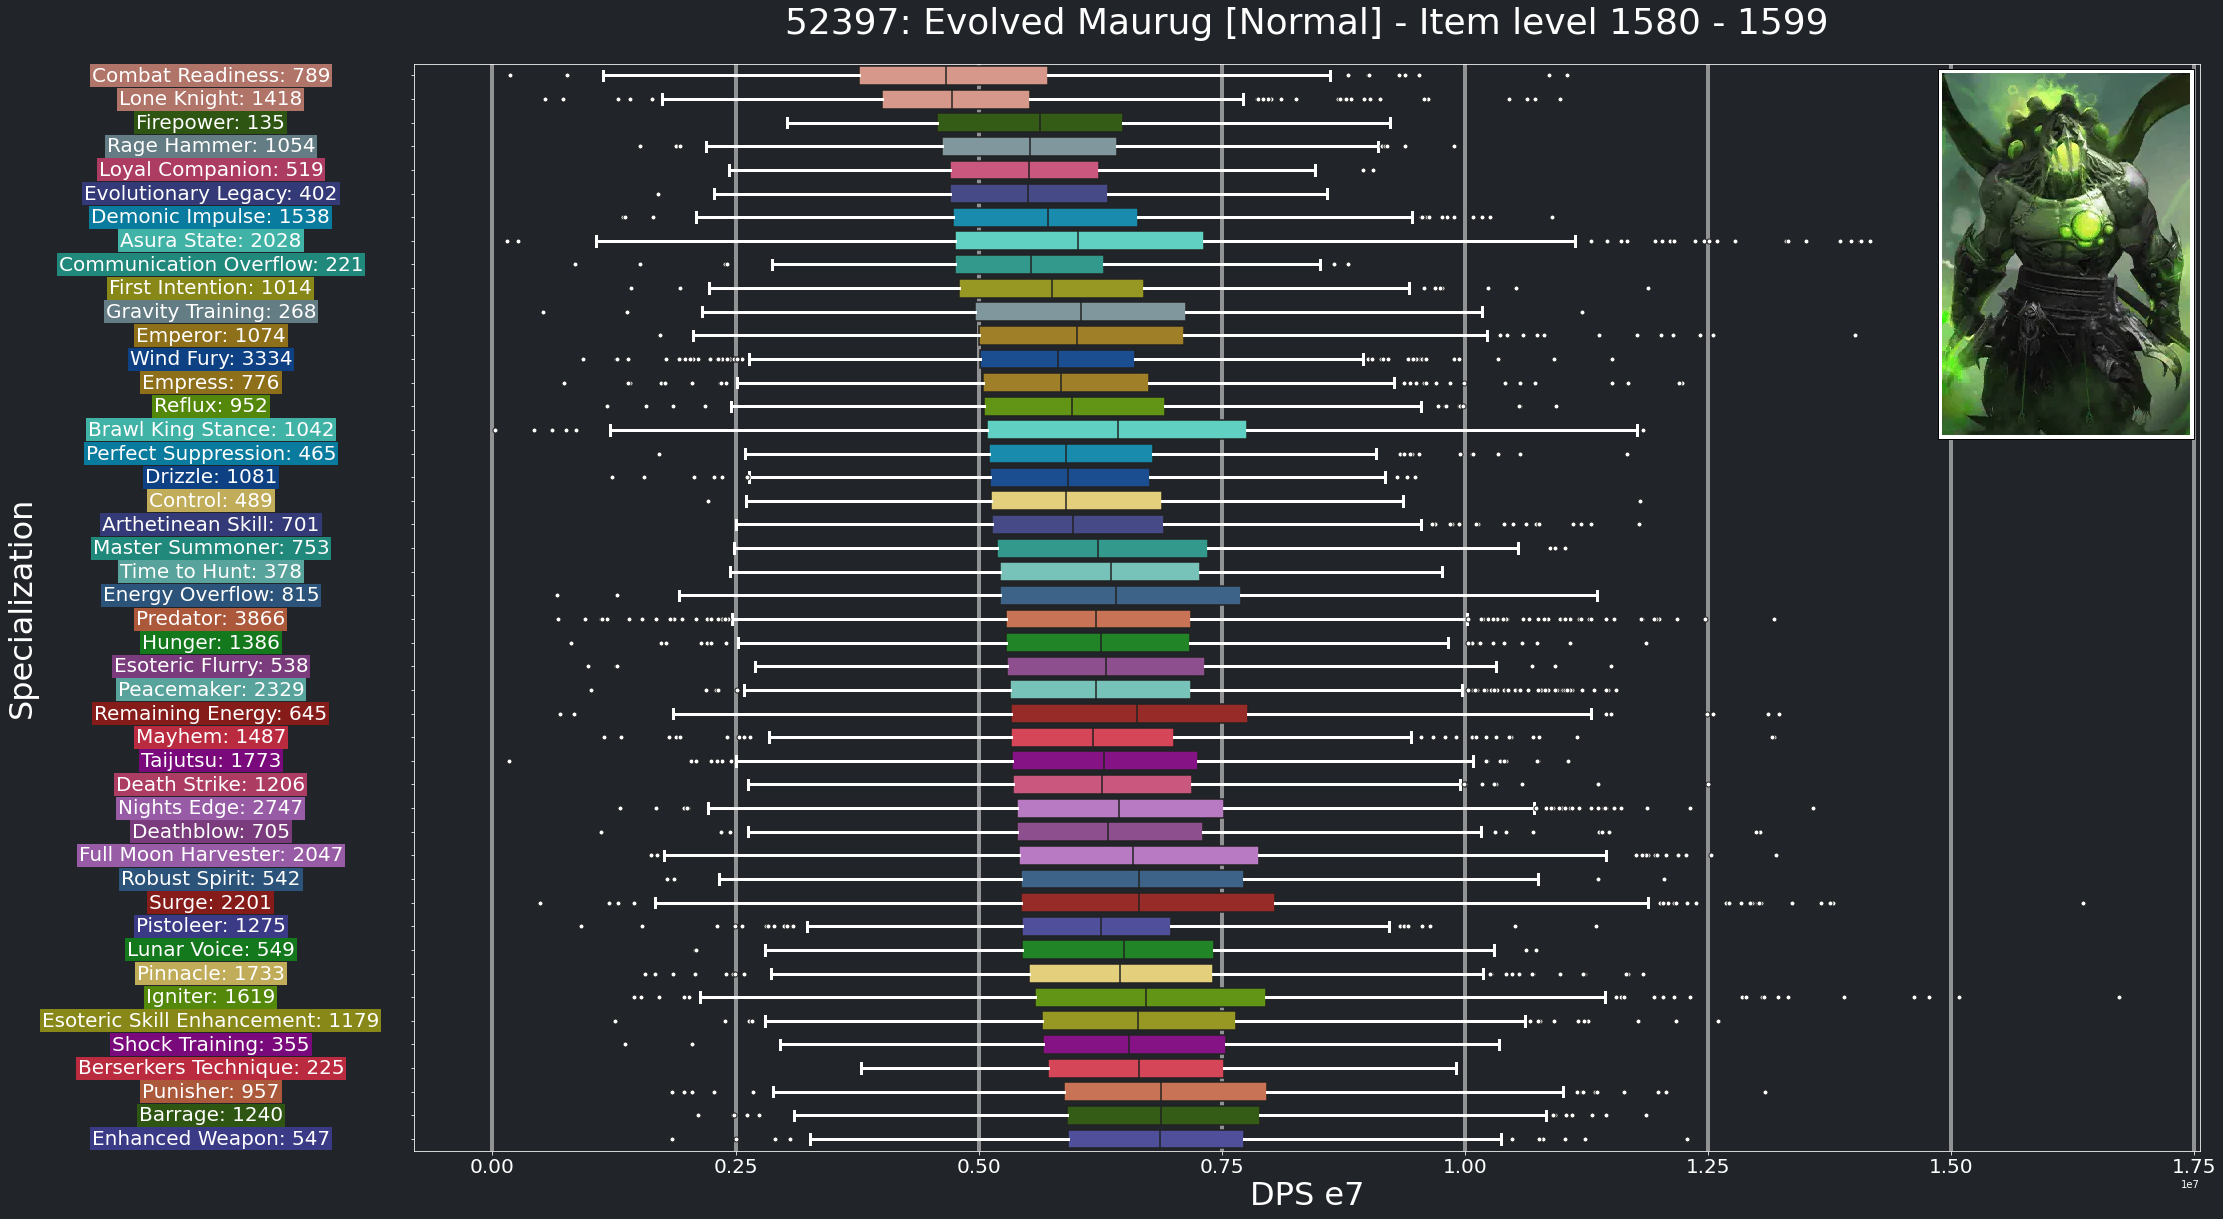 52397: Evolved Maurug [Normal] - Item level 1580 - 1599
Specialization
Combat Readiness: 789
Lone Knight: 1418
Firepower: 135
Rage Hammer: 1054
Loyal Companion: 519
Evolutionary Legacy: 402
Demonic Impulse: 1538
Asura State: 2028
Communication Overflow: 221
First Intention: 1014
Gravity Training: 268
Emperor: 1074
Wind Fury: 3334
Empress: 776
Reflux: 952
Brawl King Stance: 1042
Perfect Suppression: 465
Drizzle: 1081
Control: 489
Arthetinean Skill: 701
Master Summoner: 753
Time to Hunt: 378
Energy Overflow: 815
Predator: 3866
Hunger: 1386
Esoteric Flurry: 538
Peacemaker: 2329
Remaining Energy: 645
Mayhem: 1487
Taijutsu: 1773
Death Strike: 1206
Nights Edge: 2747
Deathblow: 705
Full Moon Harvester: 2047
Robust Spirit: 542
Surge: 2201
Pistoleer: 1275
Lunar Voice: 549
Pinnacle: 1733
Igniter: 1619
Esoteric Skill Enhancement: 1179
Shock Training: 355
Berserkers Technique: 225
Punisher: 957
Barrage: 1240
Enhanced Weapon: 547
0.00 0.25 0.50 0.75 1.00 1.25 1.50 1.75
1e7
DPS e7